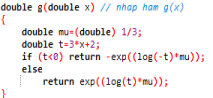 double g(double x) // nhap ham g(x)
{
double mu=(double) 1/3;
double t=3*x+2;
if (t<0) return -exp((log(-t)*mu));
else
return exp((log(t)*mu));
}